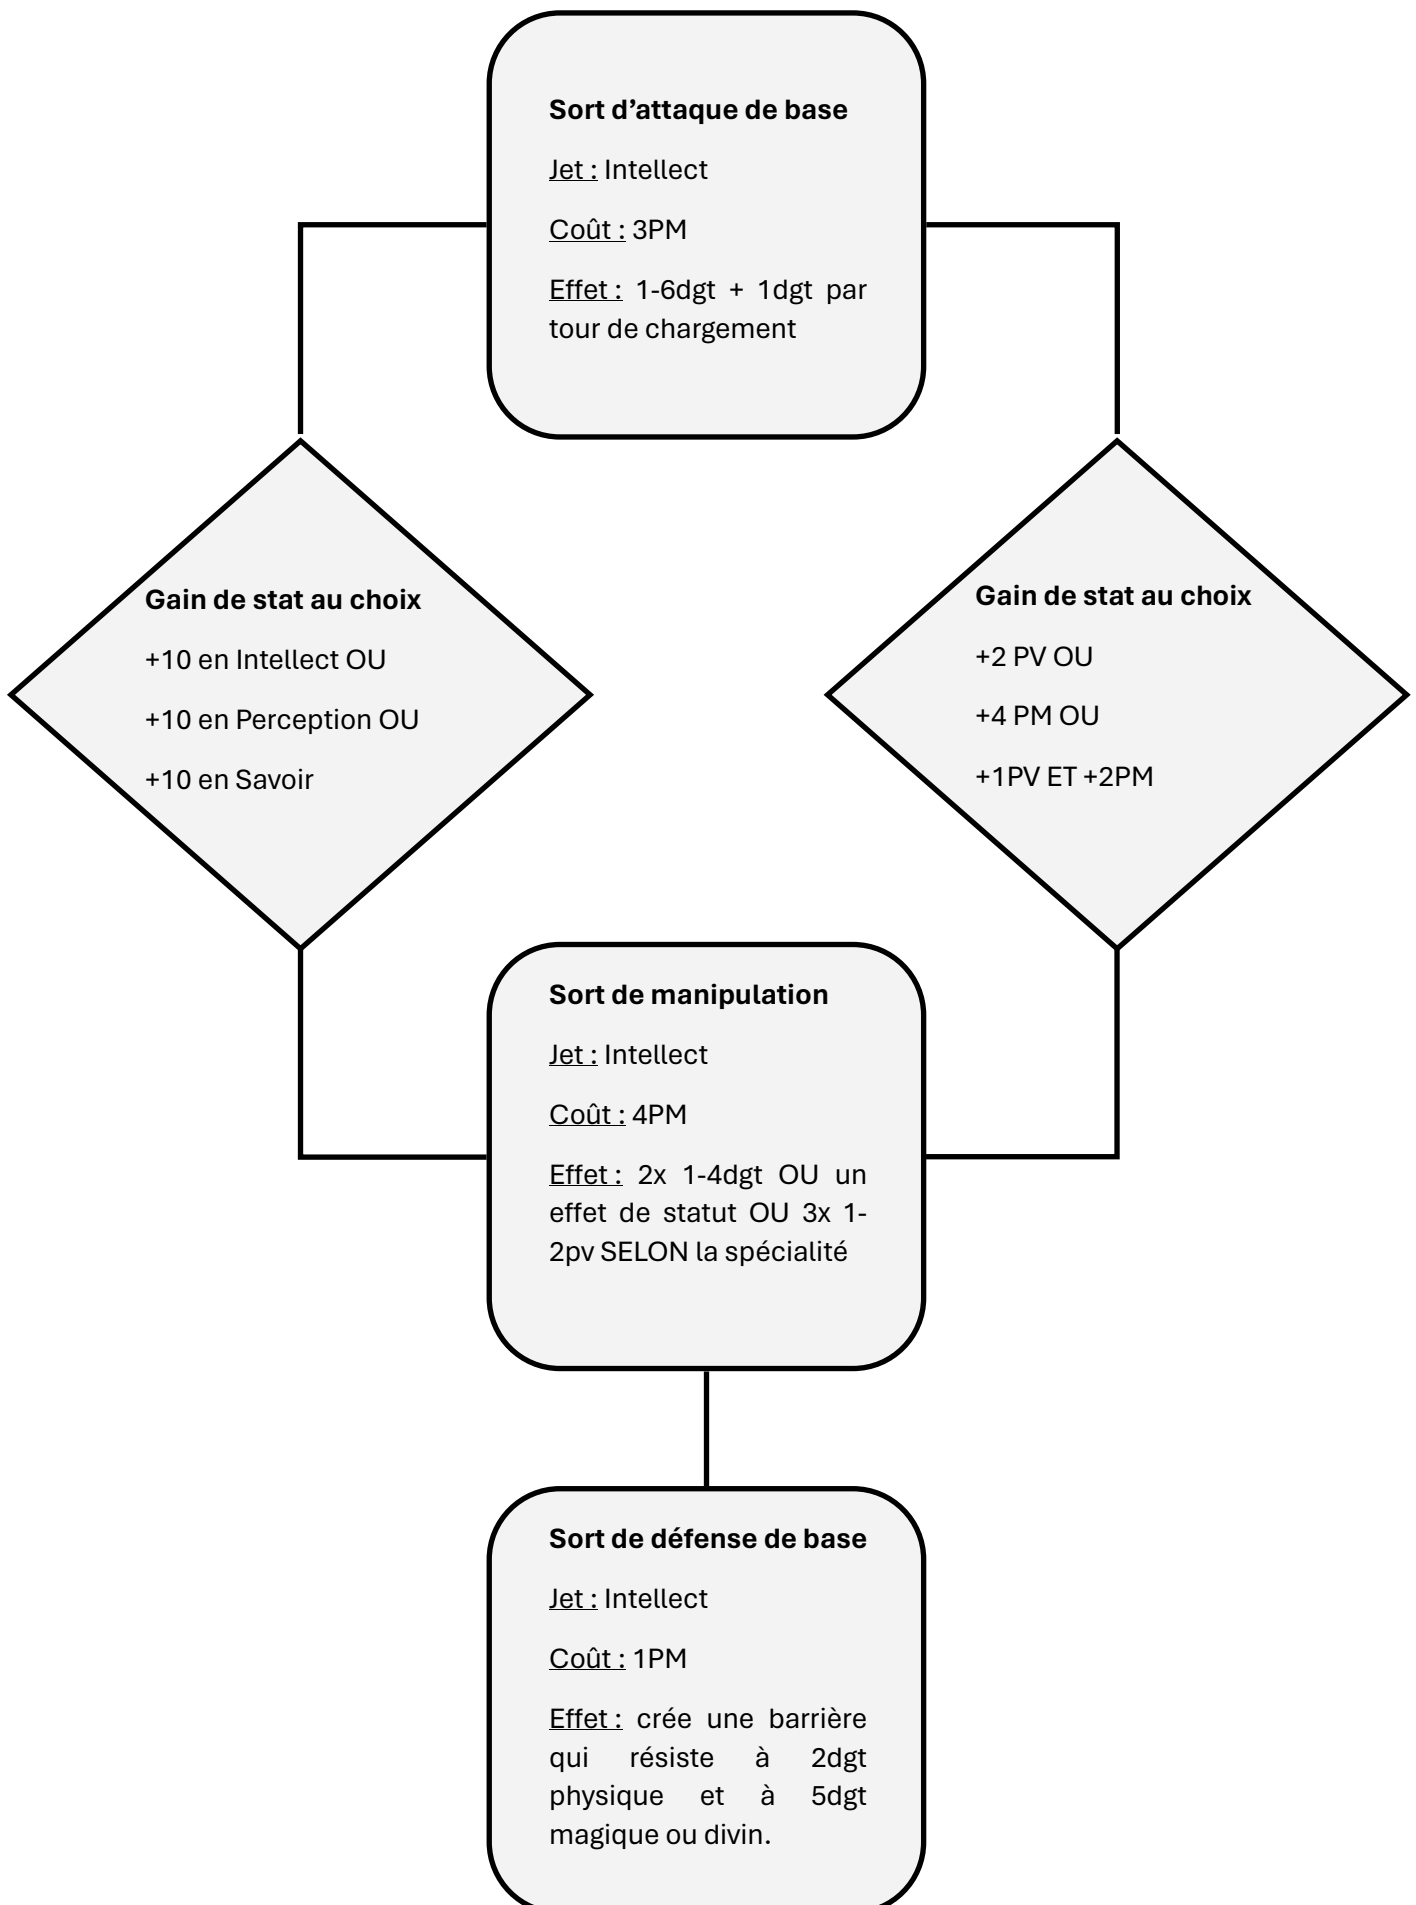 Sort d’attaque de base
Jet : Intellect
Coût : 3PM
Effet : 1-6dgt + 1dgt par
tour de chargement
Gain de stat au choix
+10 en Intellect OU
+10 en Perception OU
+10 en Savoir
Gain de stat au choix
+2 PV OU
+4 PM OU
+1PV ET +2PM
Sort de manipulation
Jet : Intellect
Coût : 4PM
Effet : 2x 1-4dgt OU un
effet de statut OU 3x 1-
2pv SELON la spécialité
Sort de défense de base
Jet : Intellect
Coût : 1PM
Effet : crée une barrière
qui résiste à 2dgt
physique et à 5dgt
magique ou divin.